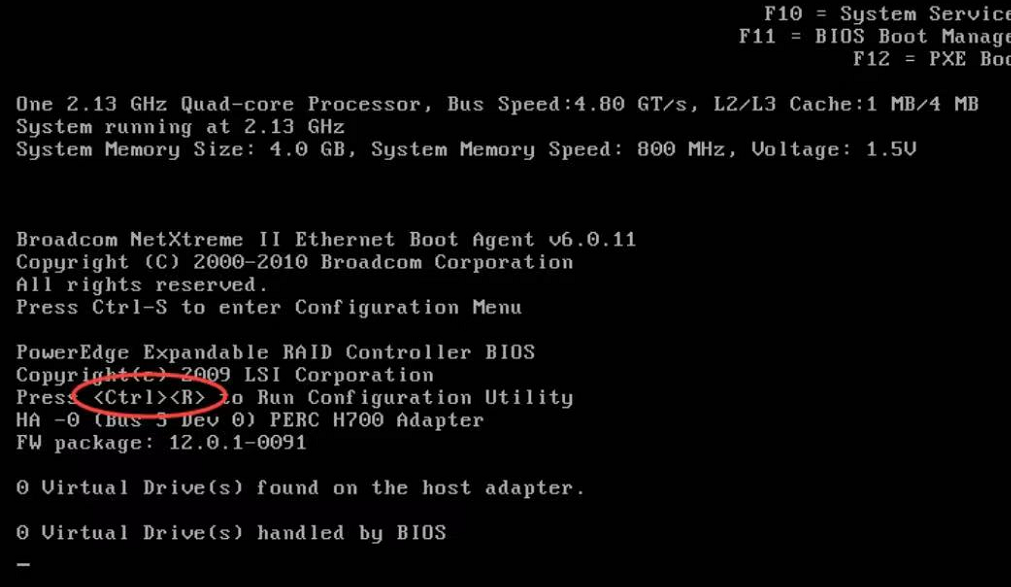 F10 = System Service
F11 = BIOS Boot Manage
F12 = PXE Boo
One 2.13 GHz Quad-core Processor, Bus Speed:4.80 GT/s, L2/L3 Cache:1 MB/4 MB
System running at 2.13 GHz
System Memory Size: 4.0 GB, System Memory Speed: 800 MHz, Voltage: 1.5V
Broadcom NetXtreme II Ethernet Boot Agent v6.0.11
Copyright (C) 2000-2010 Broadcom Corporation
All rights reserved.
Press Ctrl-S to enter Configuration Menu
PowerEdge Expandable RAID Controller BIOS
Copyright(c) 2009 LSI Corporation
Press <Ctrl><R> to Run Configuration Utility
HA -0 (Bus 3 Dev 0) PERC H700 Adapter
FW package: 12.0.1-0091
0 Virtual Drive(s) found on the host adapter.
0 Virtual Drive(s) handled by BIOS